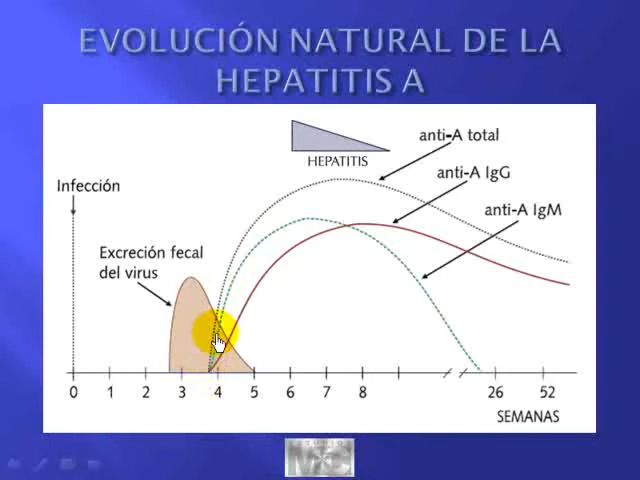 EVOLUCIÓN NATURAL DE LA
HEPATITIS A
anti-A total
HEPATITIS
anti-A IgG
Infección
anti-A IgM
Excreción fecal
del virus
0 1 2 3 4 5 6 7 8 26 52
SEMANAS